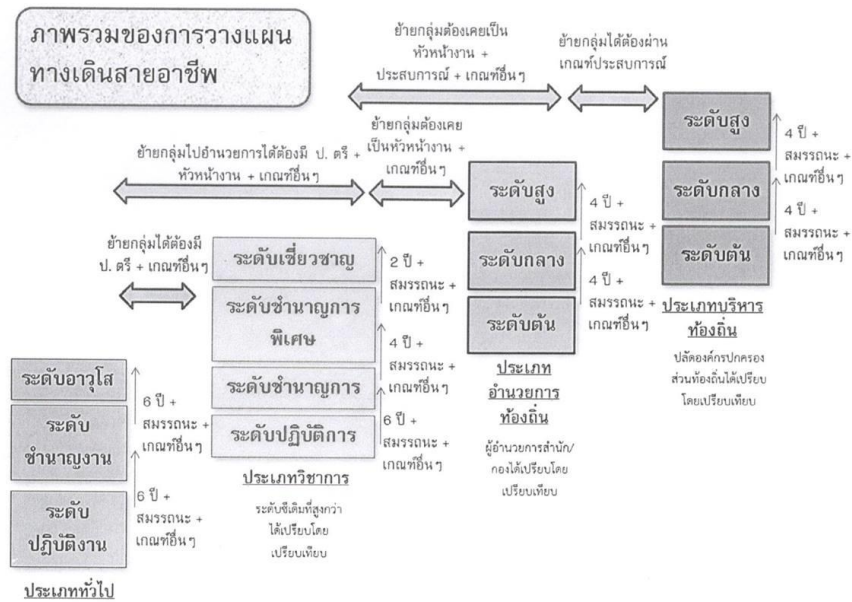 ภาพรวมของการวางแผน
ทางเดินสายอาชีพ
ย้ายกลุ่มต้องเคยเป็น
หัวหน้างาน +
ประสบการณ์ + เกณฑ์อื่นๆ
ย้ายกลุ่มได้ต้องผ่าน
เกณฑ์ประสบการณ์
ย้ายกลุ่มต้องเคย
เป็นหัวหน้างาน +
เกณฑ์อื่นๆ
ย้ายกลุ่มไปอำนวยการได้ต้องมี ป. ตรี +
หัวหน้างาน + เกณฑ์อื่นๆ
ย้ายกลุ่มได้ต้องมี
ป. ตรี + เกณฑ์อื่นๆ
ระดับอาวุโส
ระดับ
ชำนาญงาน
ระดับ
ปฏิบัติงาน
6 ปี +
สมรรถนะ +
เกณฑ์อื่นๆ
6 ปี +
สมรรถนะ +
เกณฑ์อื่นๆ
ประเภททั่วไป
ระดับเชี่ยวชาญ
ระดับชำนาญการ
พิเศษ
ระดับชำนาญการ
ระดับปฏิบัติการ
2 ปี +
สมรรถนะ+
เกณฑ์อื่นๆ
4 ปี +
สมรรถนะ+
เกณฑ์อื่นๆ
6 ปี +
สมรรถนะ+
เกณฑ์อื่นๆ
ประเภทวิชาการ
ระดับซีเดิมที่สูงกว่า
ได้เปรียบโดย
เปรียบเทียบ
ระดับสูง
ระดับกลาง
ระดับต้น
4 ปี +
สมรรถนะ+
เกณฑ์อื่นๆ
4 ปี +
สมรรถนะ+
เกณฑ์อื่นๆ
ประเภท
อำนวยการ
ท้องถิ่น
ผู้อำนวยการสำนัก/
กองได้เปรียบโดย
เปรียบเทียบ
ระดับสูง
ระดับกลาง
ระดับต้น
4 ปี +
สมรรถนะ+
เกณฑ์อื่นๆ
4 ปี +
สมรรถนะ+
เกณฑ์อื่นๆ
ประเภทบริหาร
ท้องถิ่น
ปลัดองค์กรปกครอง
ส่วนท้องถิ่นได้เปรียบ
โดยเปรียบเทียบ